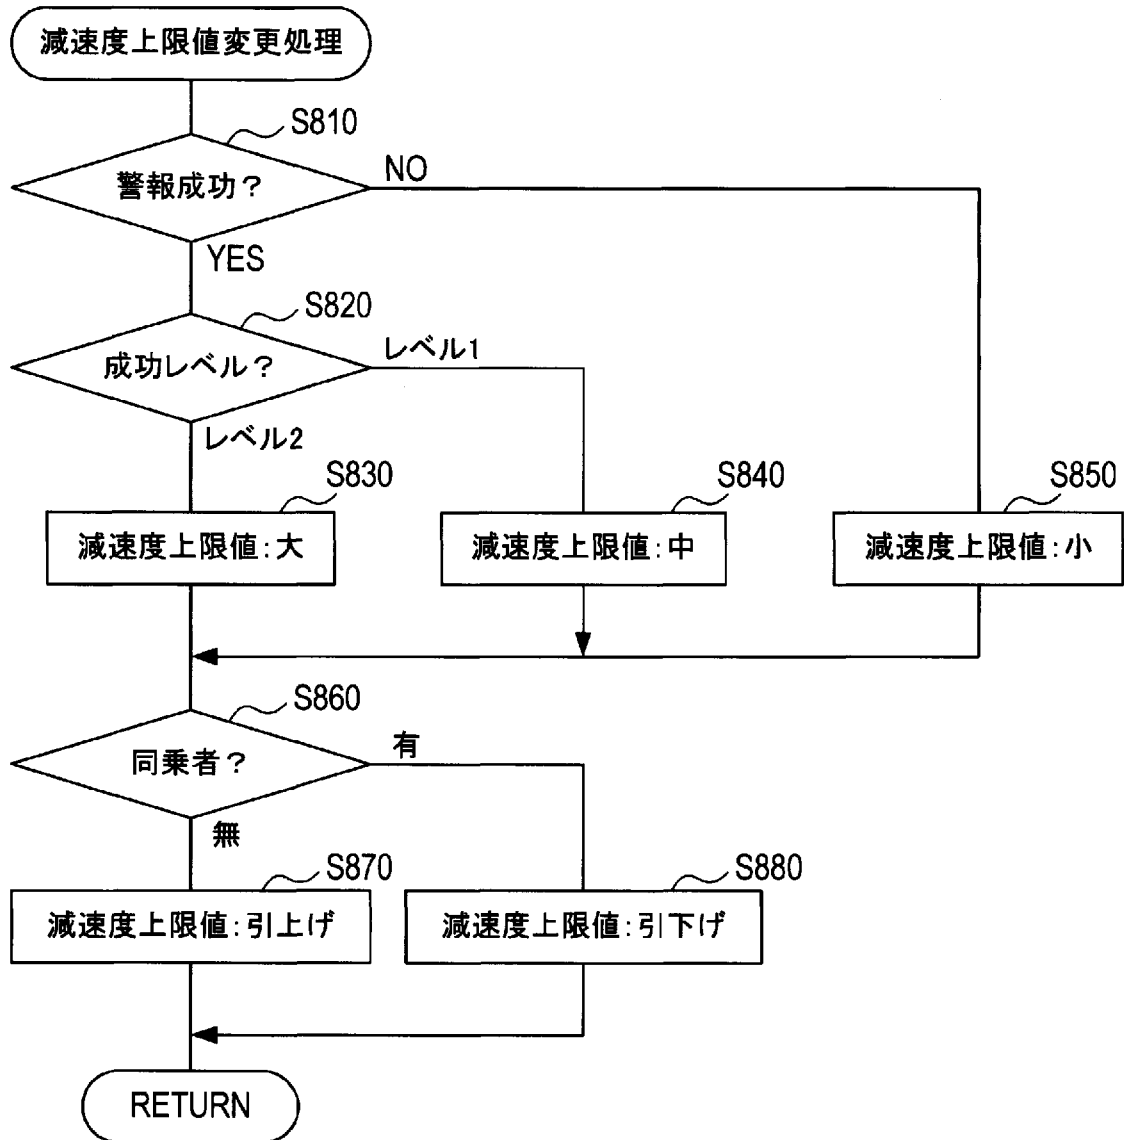 減速度上限値変更処理
S810
警報成功？
NO
YES
S820
成功レベル？
レベル1
レベル2
S830
S840
S850
減速度上限値：大
減速度上限値：中
減速度上限値：小
S860
同乗者？
有
無
S870
S880
減速度上限値：引上げ
減速度上限値：引下げ
RETURN